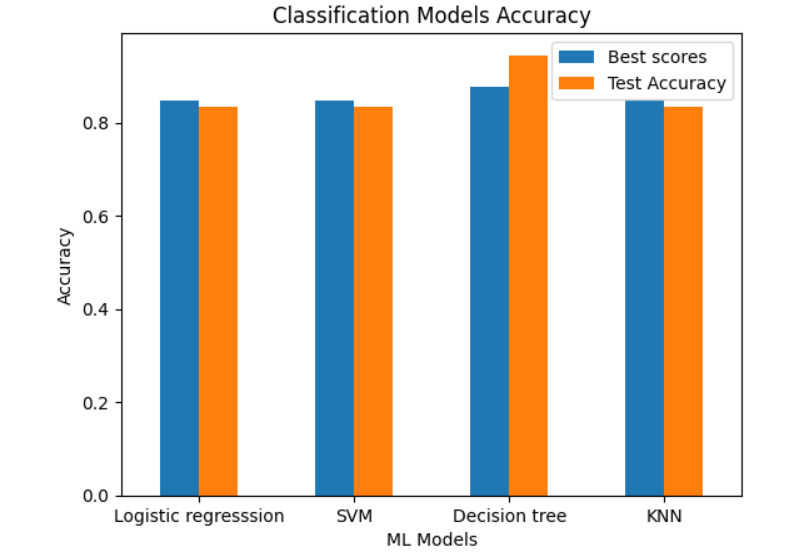 Classification Models Accuracy
Best scores
Test Accuracy
0.8
0.6
0.4
0.2
0.0
Accuracy
Logistic regresssion SVM Decision tree KNN
ML Models